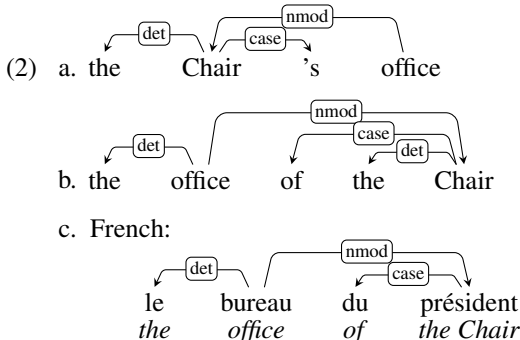 nmod
det
case
(2) a. the Chair 's office
nmod
case
det
det
b. the office of the Chair
c. French:
nmod
det
case
le bureau du président
the office of the Chair